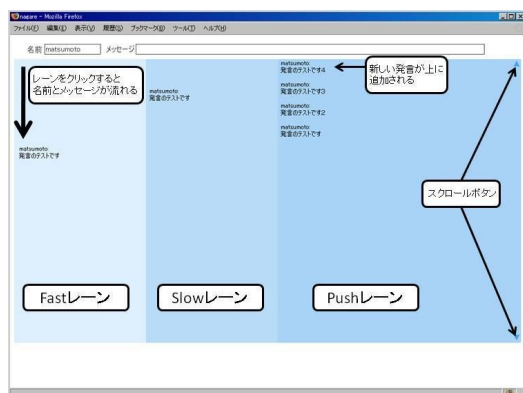 nagare - Mozilla Firefox
ファイル(F) 編集(E) 表示(V) 履歴(S) ブックマーク(B) ツール(T) ヘルプ(H)
名前 matsumoto メッセージ
レーンをクリックすると
名前とメッセージが流れる
matsumoto
発言のテストです
matsumoto
発言のテストです
matsumoto
発言のテストです4
matsumoto
発言のテストです3
matsumoto
発言のテストです2
matsumoto
発言のテストです
新しい発言が上に
追加される
スクロールボタン
Fastレーン
Slowレーン
Pushレーン